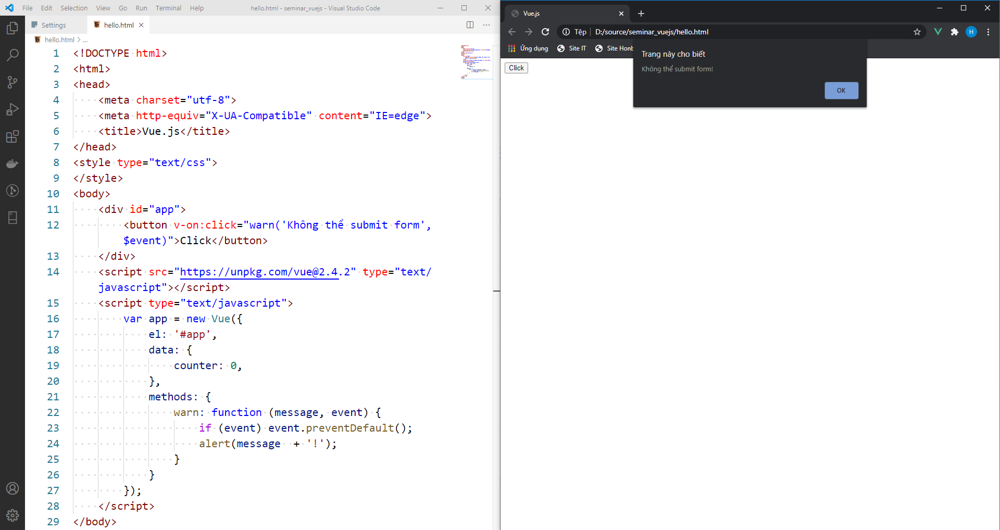 File Edit Selection View Go Run Terminal Help hello.html - seminar_vuejs - Visual Studio Code
Settings hello.html
hello.html > ...
1 <!DOCTYPE html>
2 <html>
3 <head>
4 <meta charset="utf-8">
5 <meta http-equiv="X-UA-Compatible" content="IE=edge">
6 <title>Vue.js</title>
7 </head>
8 <style type="text/css">
9 </style>
10 <body>
11 <div id="app">
12 <button v-on:click="warn('Không thể submit form',
$event)">Click</button>
13 </div>
14 <script src="https://unpkg.com/vue@2.4.2" type="text/
javascript"></script>
15 <script type="text/javascript">
16 var app = new Vue({
17 el: '#app',
18 data: {
19 counter: 0,
20 },
21 methods: {
22 warn: function (message, event) {
23 if (event) event.preventDefault();
24 alert(message  + '!');
25 }
26 }
27 });
28 </script>
29 </body>
Vue.js
Tệp D:/source/seminar_vuejs/hello.html H
Ứng dụng Site IT Site Honb
Click
Trang này cho biết
Không thể submit form!
OK